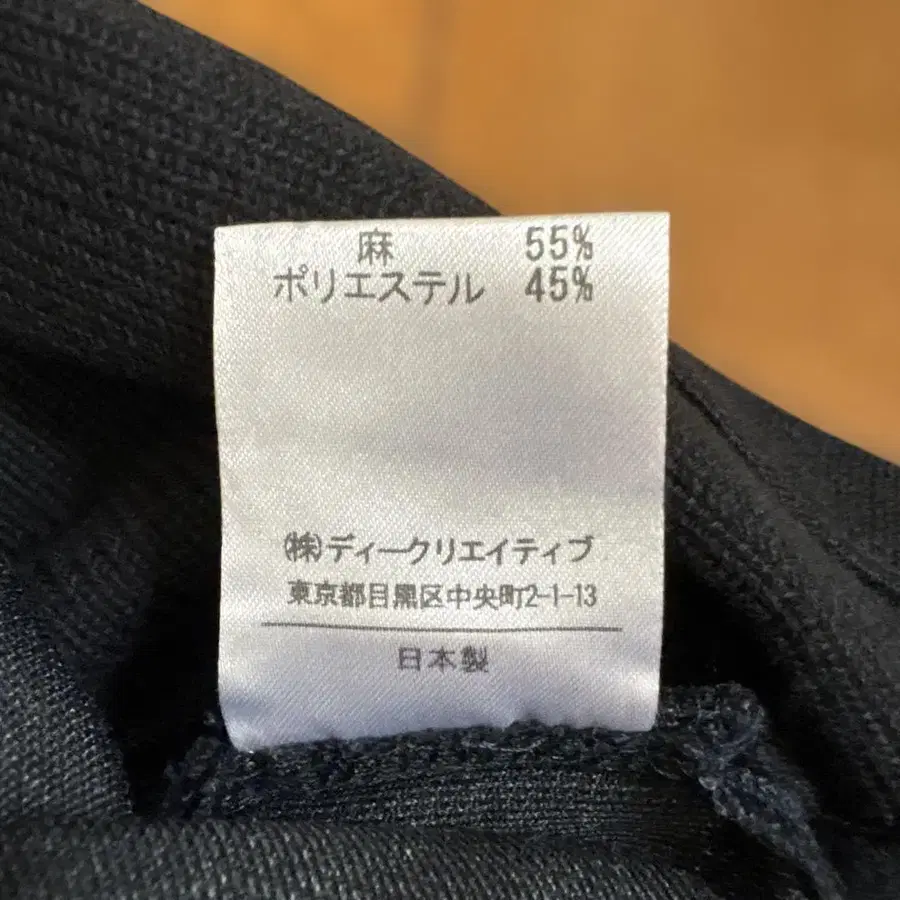 麻 55%
ポリエステル 45%
(株)ディークリエイティブ
東京都目黒区中央町2-1-13
日本製